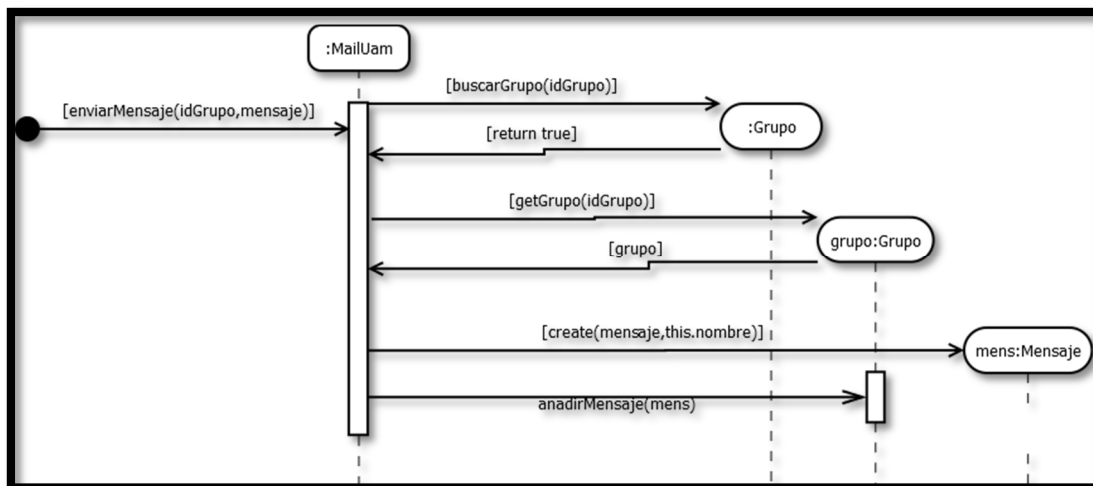 :MailUam
[buscarGrupo(idGrupo)]
[enviarMensaje(idGrupo,mensaje)]
:Grupo
[return true]
[getGrupo(idGrupo)]
grupo:Grupo
[grupo]
[create(mensaje,this.nombre)]
mens:Mensaje
anadirMensaje(mens)